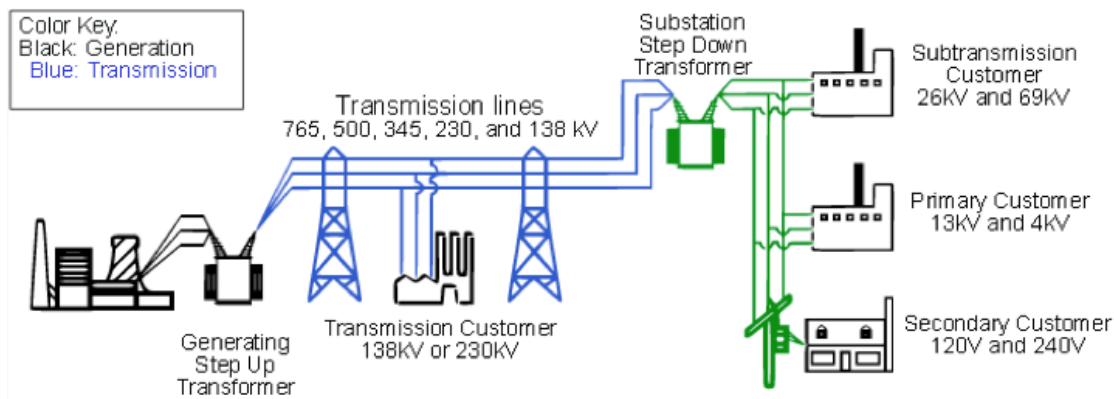 Color Key:
Black: Generation
Blue: Transmission
Substation
Step Down
Transformer
Subtransmission
Customer
26kV and 69kV
Transmission lines
765, 500, 345, 230, and 138 kV
Primary Customer
13kV and 4kV
Transmission Customer
138kV or 230kV
Secondary Customer
120V and 240V
Generating
Step Up
Transformer